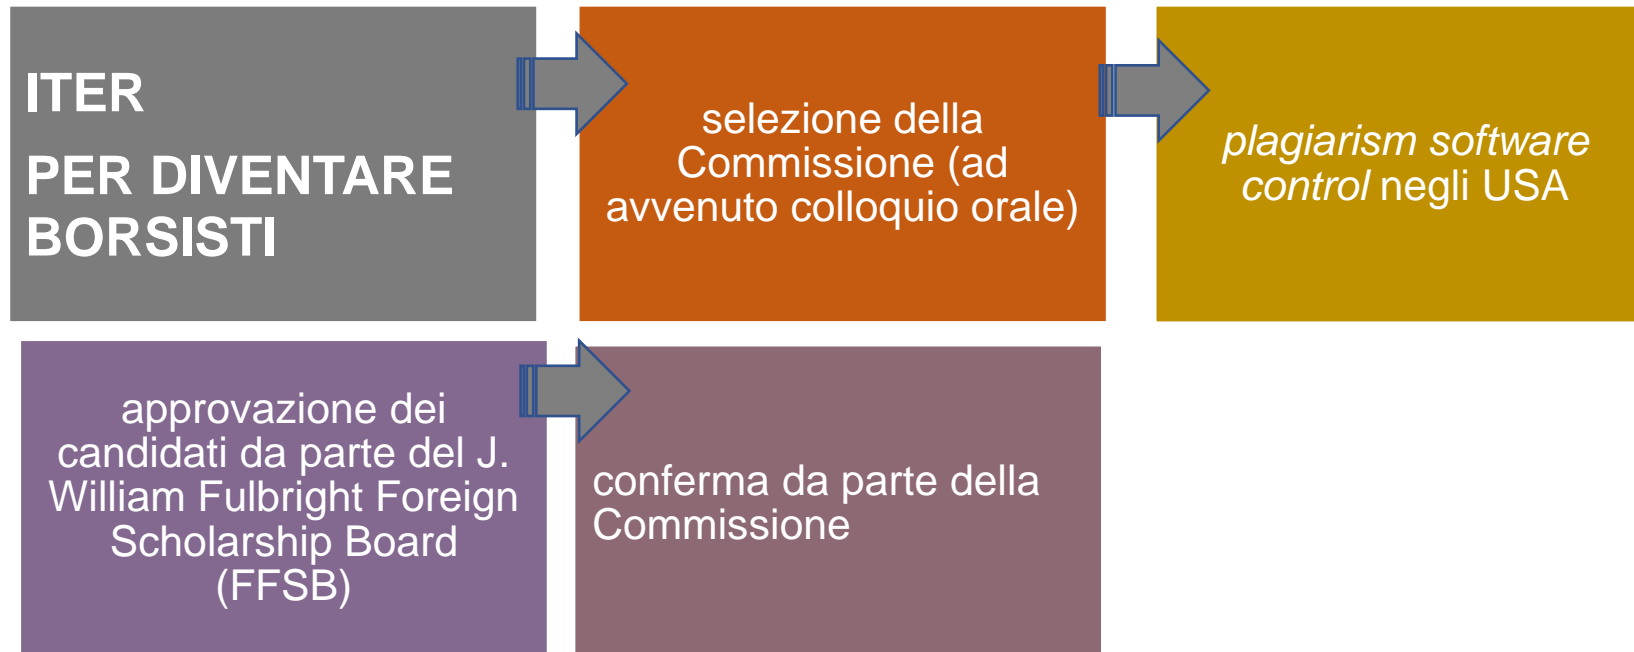 ITER
PER DIVENTARE
BORSISTI
selezione della
Commissione (ad
avvenuto colloquio orale)
plagiarism software
control negli USA
approvazione dei
candidati da parte del J.
William Fulbright Foreign
Scholarship Board
(FFSB)
conferma da parte della
Commissione